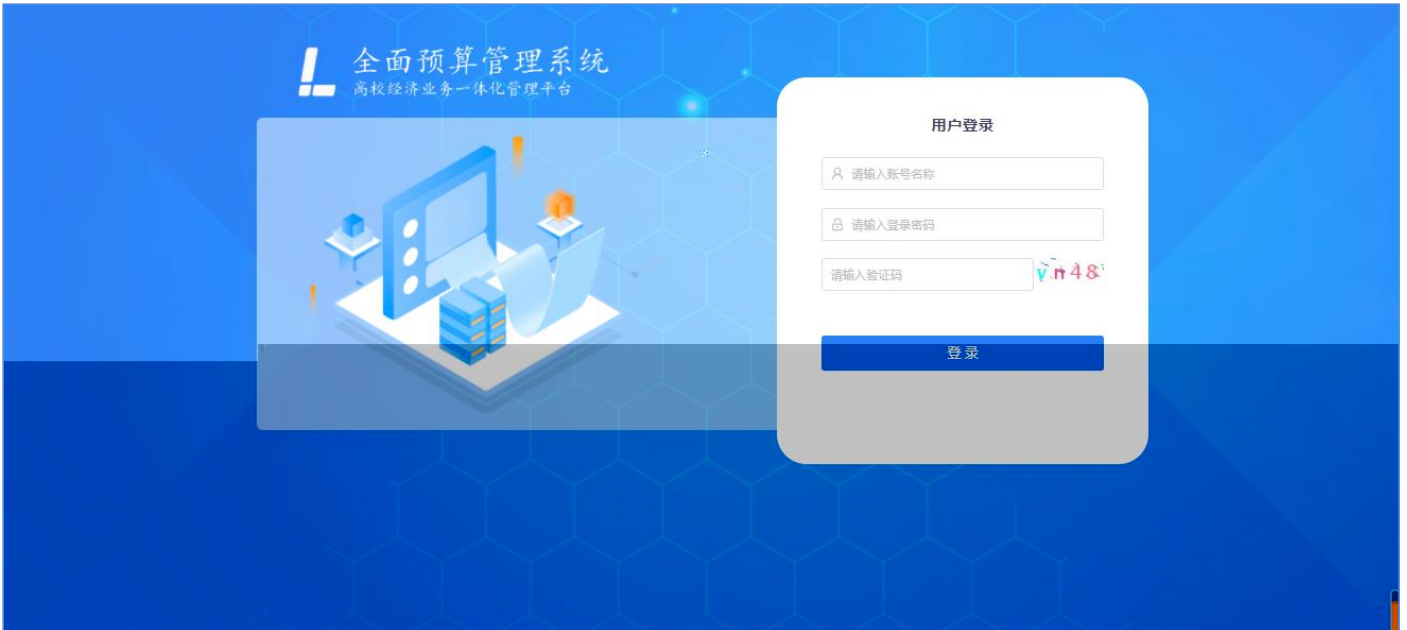 全面预算管理系统
高校经济业务一体化管理平台
用户登录
请输入账号名称
请输入登录密码
请输入验证码
yn48
登录